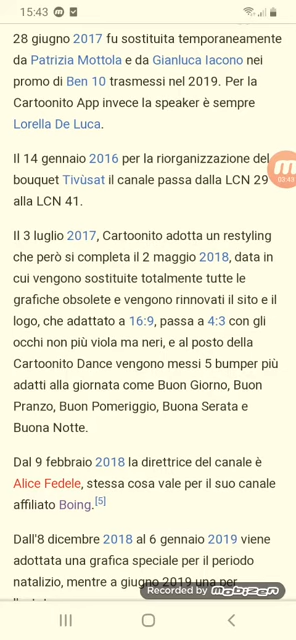 15:43
28 giugno 2017 fu sostituita temporaneamente
da Patrizia Mottola e da Gianluca Iacono nei
promo di Ben 10 trasmessi nel 2019. Per la
Cartoonito App invece la speaker è sempre
Lorella De Luca.
Il 14 gennaio 2016 per la riorganizzazione del
bouquet Tivùsat il canale passa dalla LCN 29
alla LCN 41.
03:49
Il 3 luglio 2017, Cartoonito adotta un restyling
che però si completa il 2 maggio 2018, data in
cui vengono sostituite totalmente tutte le
grafiche obsolete e vengono rinnovati il sito e il
logo, che adattato a 16:9, passa a 4:3 con gli
occhi non più viola ma neri, e al posto della
Cartoonito Dance vengono messi 5 bumper più
adatti alla giornata come Buon Giorno, Buon
Pranzo, Buon Pomeriggio, Buona Serata e
Buona Notte.
Dal 9 febbraio 2018 la direttrice del canale è
Alice Fedele, stessa cosa vale per il suo canale
affiliato Boing.[5]
Dall'8 dicembre 2018 al 6 gennaio 2019 viene
adottata una grafica speciale per il periodo
natalizio, mentre a giugno 2019 una per
Recorded by MOBIZEN